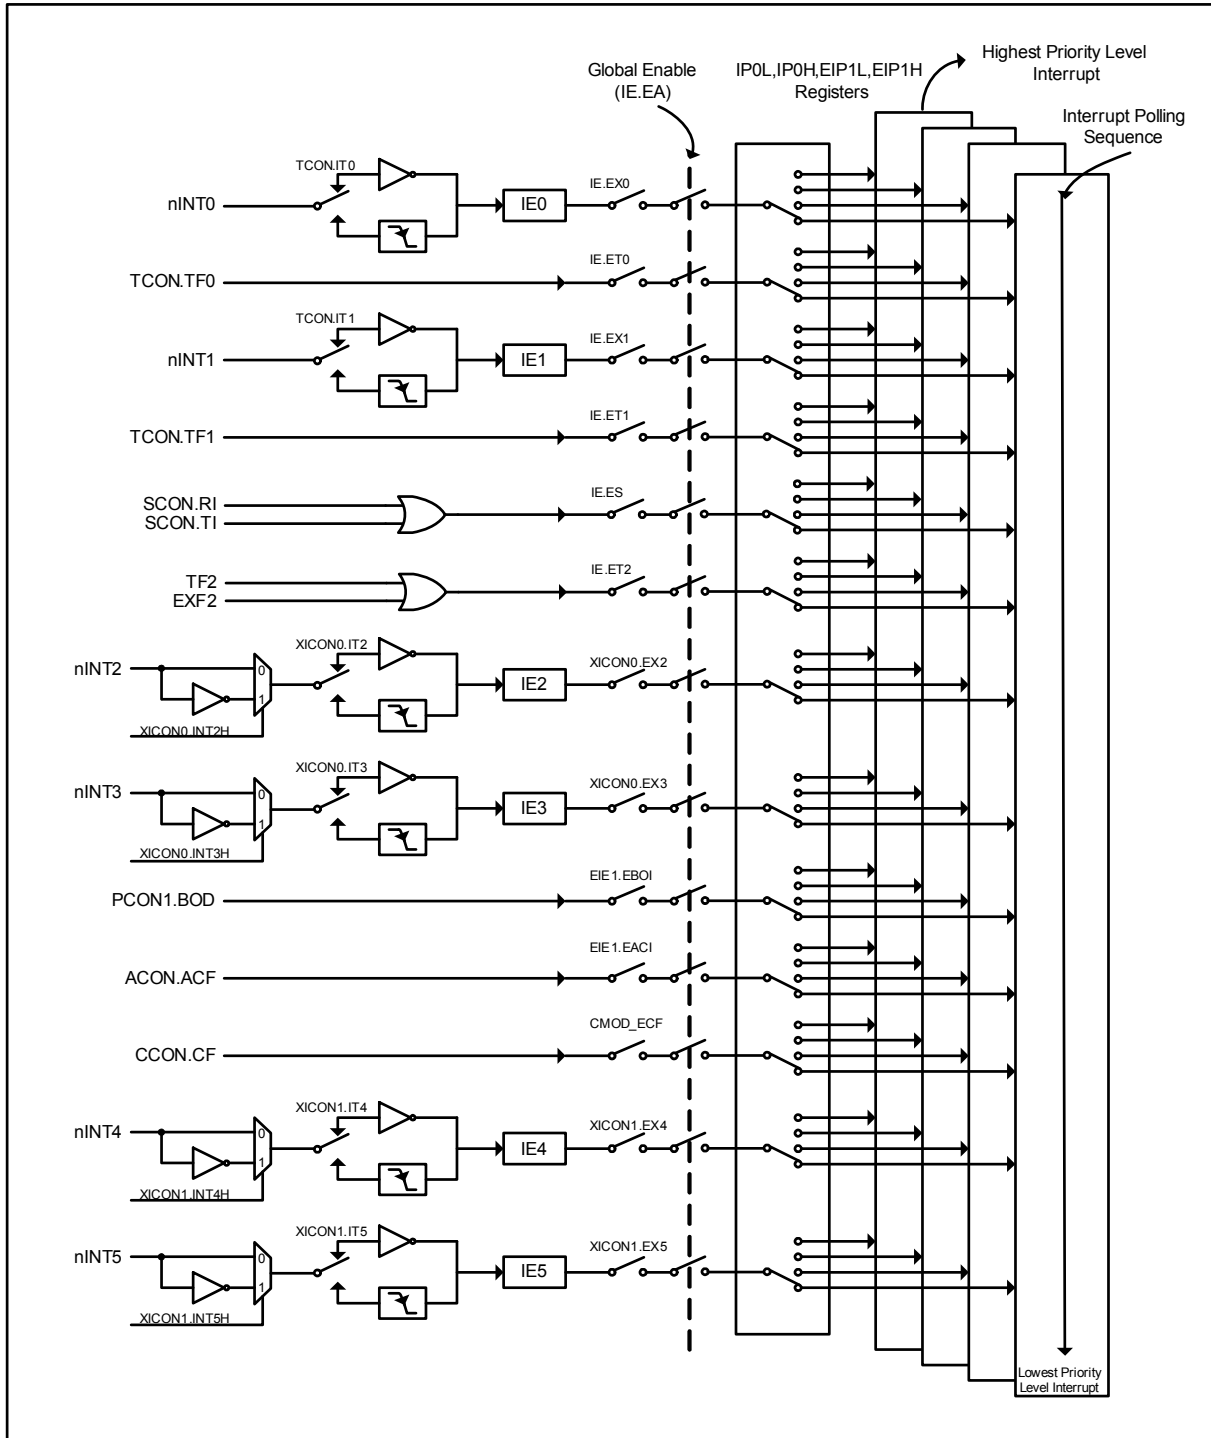 Highest Priority Level
Interrupt
Global Enable
(IE.EA)
IP0L,IP0H,EIP1L,EIP1H
Registers
Interrupt Polling
Sequence
TCON.IT0
nINT0
IE0
IE.EX0
TCON.TF0
IE.ET0
TCON.IT1
nINT1
IE1
IE.EX1
TCON.TF1
IE.ET1
SCON.RI
SCON.TI
IE.ES
TF2
EXF2
IE.ET2
nINT2
0
1
XICON0.INT2H
XICON0.IT2
IE2
XICON0.EX2
nINT3
0
1
XICON0.INT3H
XICON0.IT3
IE3
XICON0.EX3
PCON1.BOD
EIE1.EBOI
ACON.ACF
EIE1.EACI
CCON.CF
CMOD_ECF
nINT4
0
1
XICON1.INT4H
XICON1.IT4
IE4
XICON1.EX4
nINT5
0
1
XICON1.INT5H
XICON1.IT5
IE5
XICON1.EX5
Lowest Priority
Level Interrupt